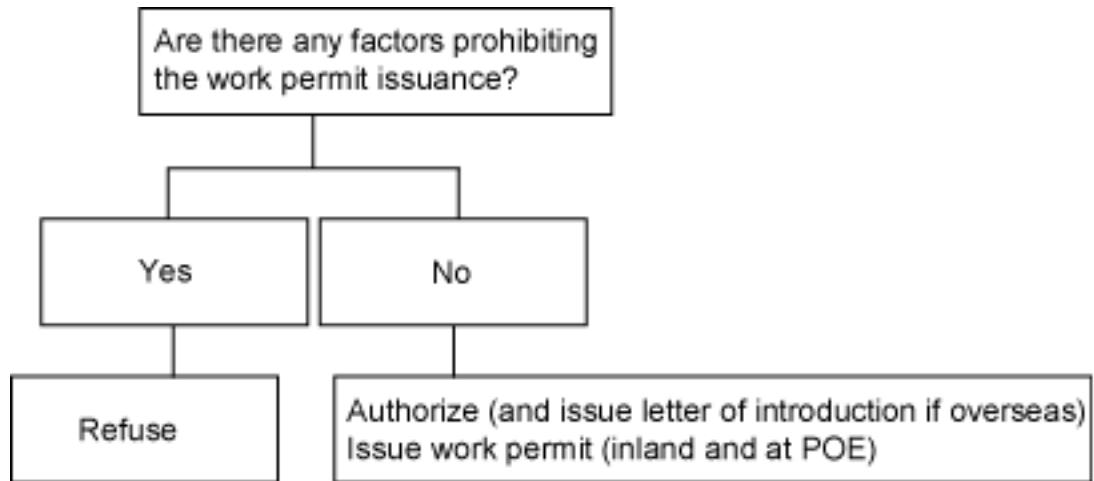 Are there any factors prohibiting
the work permit issuance?
Yes
No
Refuse
Authorize (and issue letter of introduction if overseas)
Issue work permit (inland and at POE)